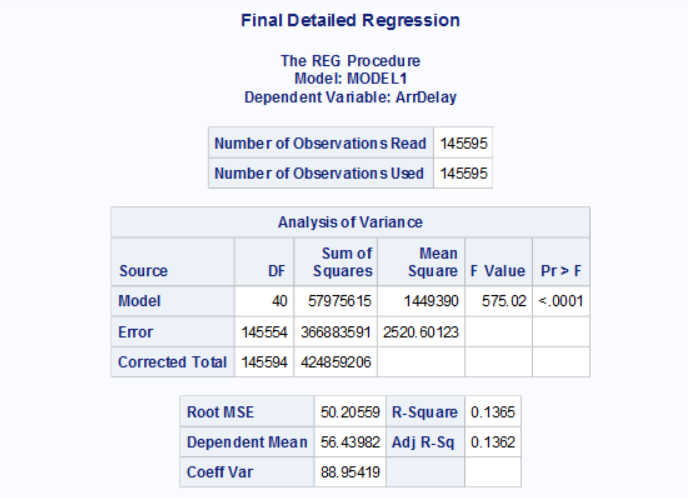 Final Detailed Regression
The REG Procedure
Model: MODEL1
Dependent Variable: ArrDelay
Number of Observations Read 145595
Number of Observations Used 145595
Analysis of Variance
Source DF Sum of Squares Mean Square F Value Pr > F
Model 40 57975615 1449390 575.02 <.0001
Error 145554 366883591 2520.60123
Corrected Total 145594 424859206
Root MSE 50.20559 R-Square 0.1365
Dependent Mean 56.43982 Adj R-Sq 0.1362
Coeff Var 88.95419